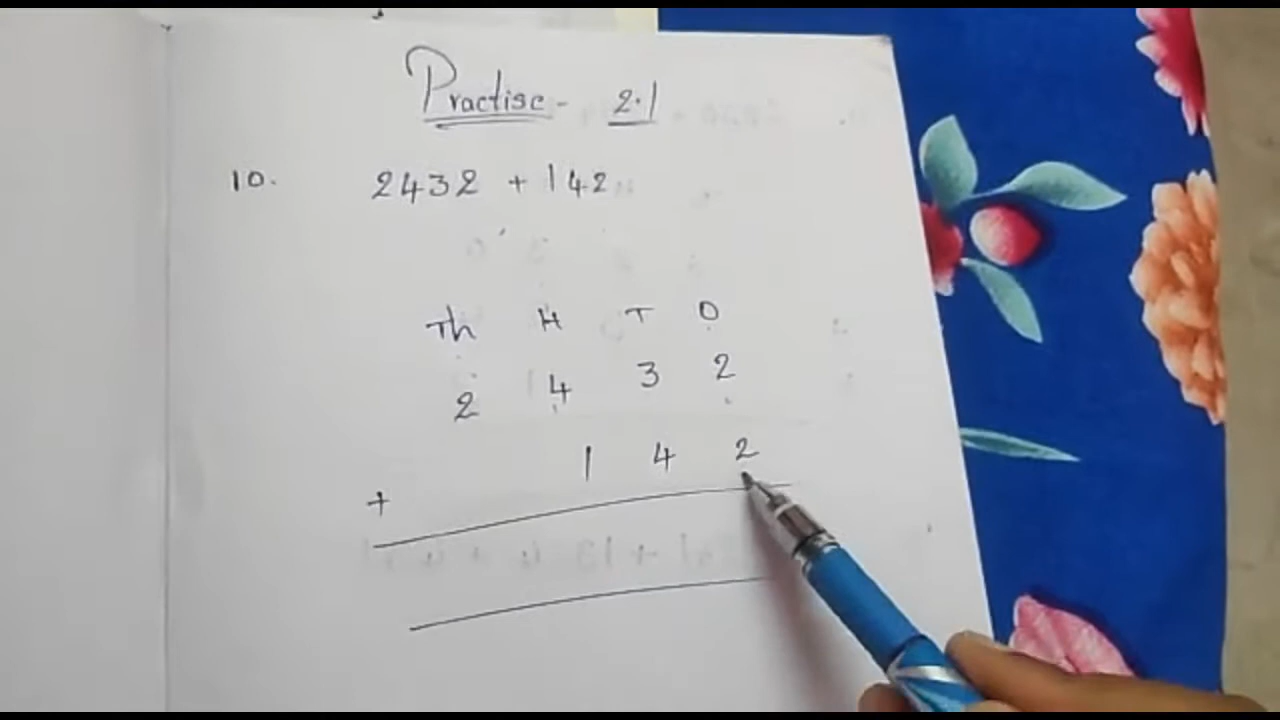 Practise - 2.1
10. 2432 + 142
Th H T O
2 4 3 2
1 4 2
+